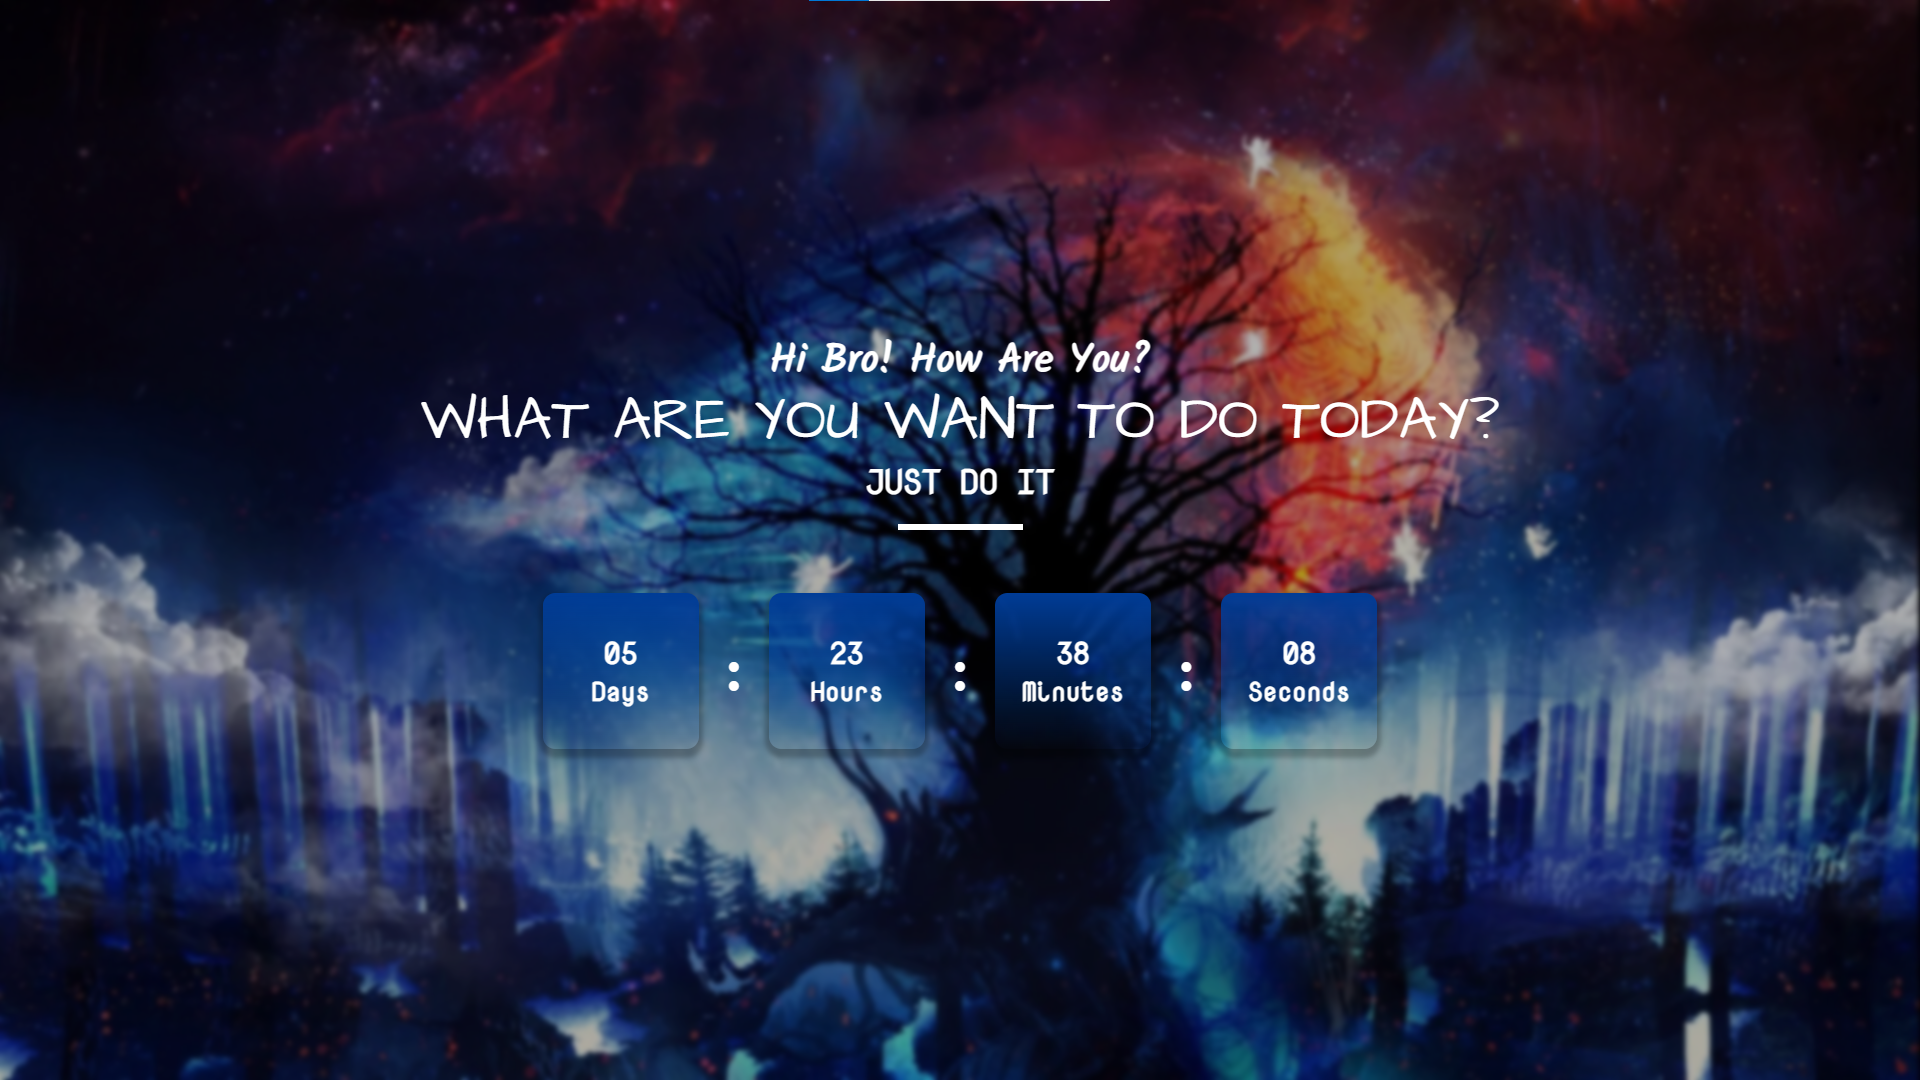 Hi Bro! How Are You?
WHAT ARE YOU WANT TO DO TODAY?
JUST DO IT
05 : 23 : 38 : 08
Days Hours Minutes Seconds